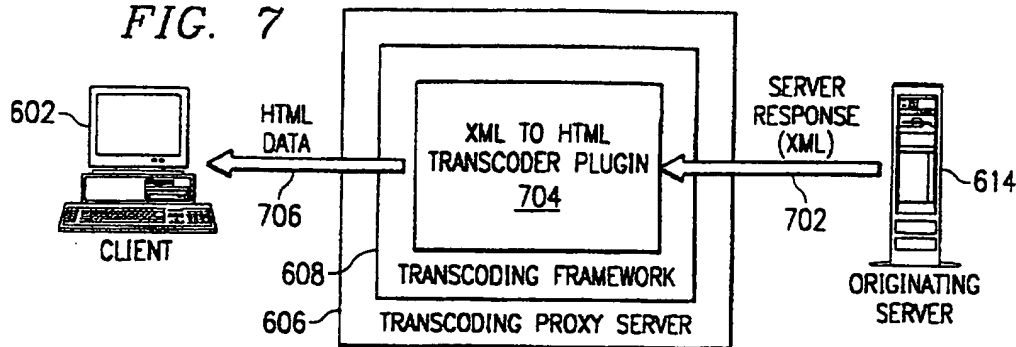 FIG. 7
602
HTML
DATA
706
CLIENT
XML TO HTML
TRANSCODER PLUGIN
704
608
TRANSCODING FRAMEWORK
606
TRANSCODING PROXY SERVER
SERVER
RESPONSE
(XML)
702
614
ORIGINATING
SERVER